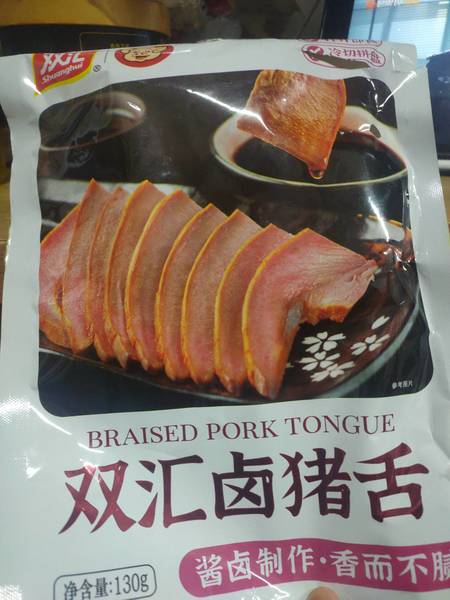 双汇
Shuanghui
®
冷切拼盘
参考图片
BRAISED PORK TONGUE
双汇卤猪舌
酱卤制作·香而不腻
净含量:130g